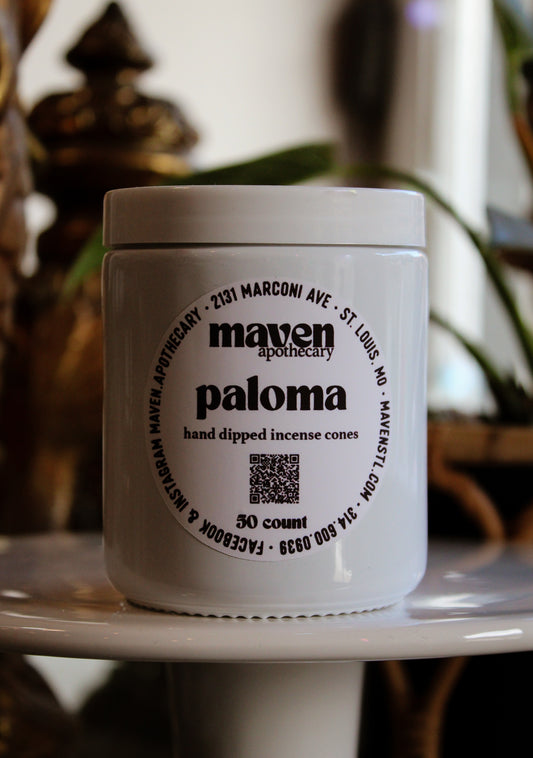 2131 MARCONI AVE • ST. LOUIS, MO • MAVENSTL.COM • 314.600.0939 • FACEBOOK & INSTAGRAM MAVEN.APOTHECARY •
maven
apothecary
paloma
hand dipped incense cones
50 count